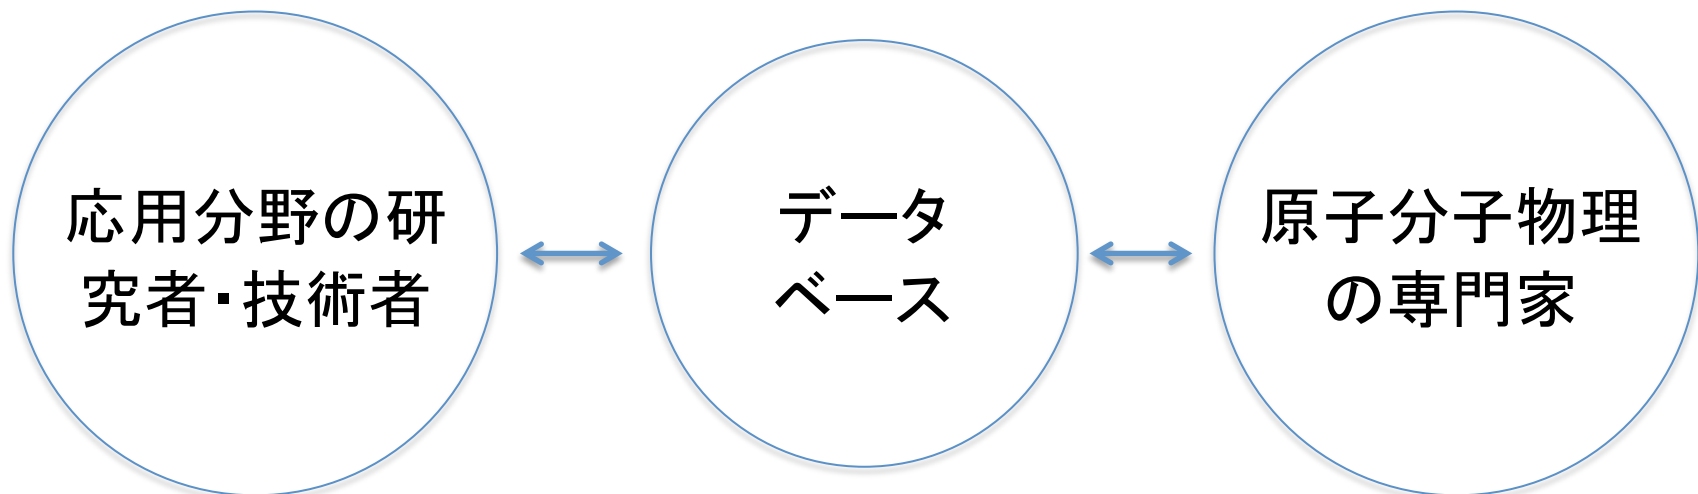 応用分野の研
究者・技術者
データ
ベース
原子分子物理
の専門家